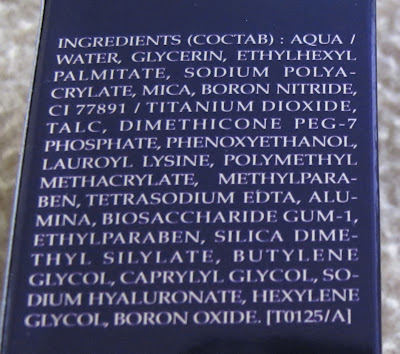 INGREDIENTS (СОСТАВ) : AQUA /
WATER, GLYCERIN, ETHYLHEXYL
PALMITATE, SODIUM POLYA-
CRYLATE, MICA, BORON NITRIDE,
CI 77891 / TITANIUM DIOXIDE,
TALC, DIMETHICONE PEG-7
PHOSPHATE, PHENOXYETHANOL,
LAUROYL LYSINE, POLYMETHYL
METHACRYLATE, METHYLPARA-
BEN, TETRASODIUM EDTA, ALU-
MINA, BIOSACCHARIDE GUM-1,
ETHYLPARABEN, SILICA DIME-
THYL SILYLATE, BUTYLENE
GLYCOL, CAPRYLYL GLYCOL, SO-
DIUM HYALURONATE, HEXYLENE
GLYCOL, BORON OXIDE. [T0125/A]